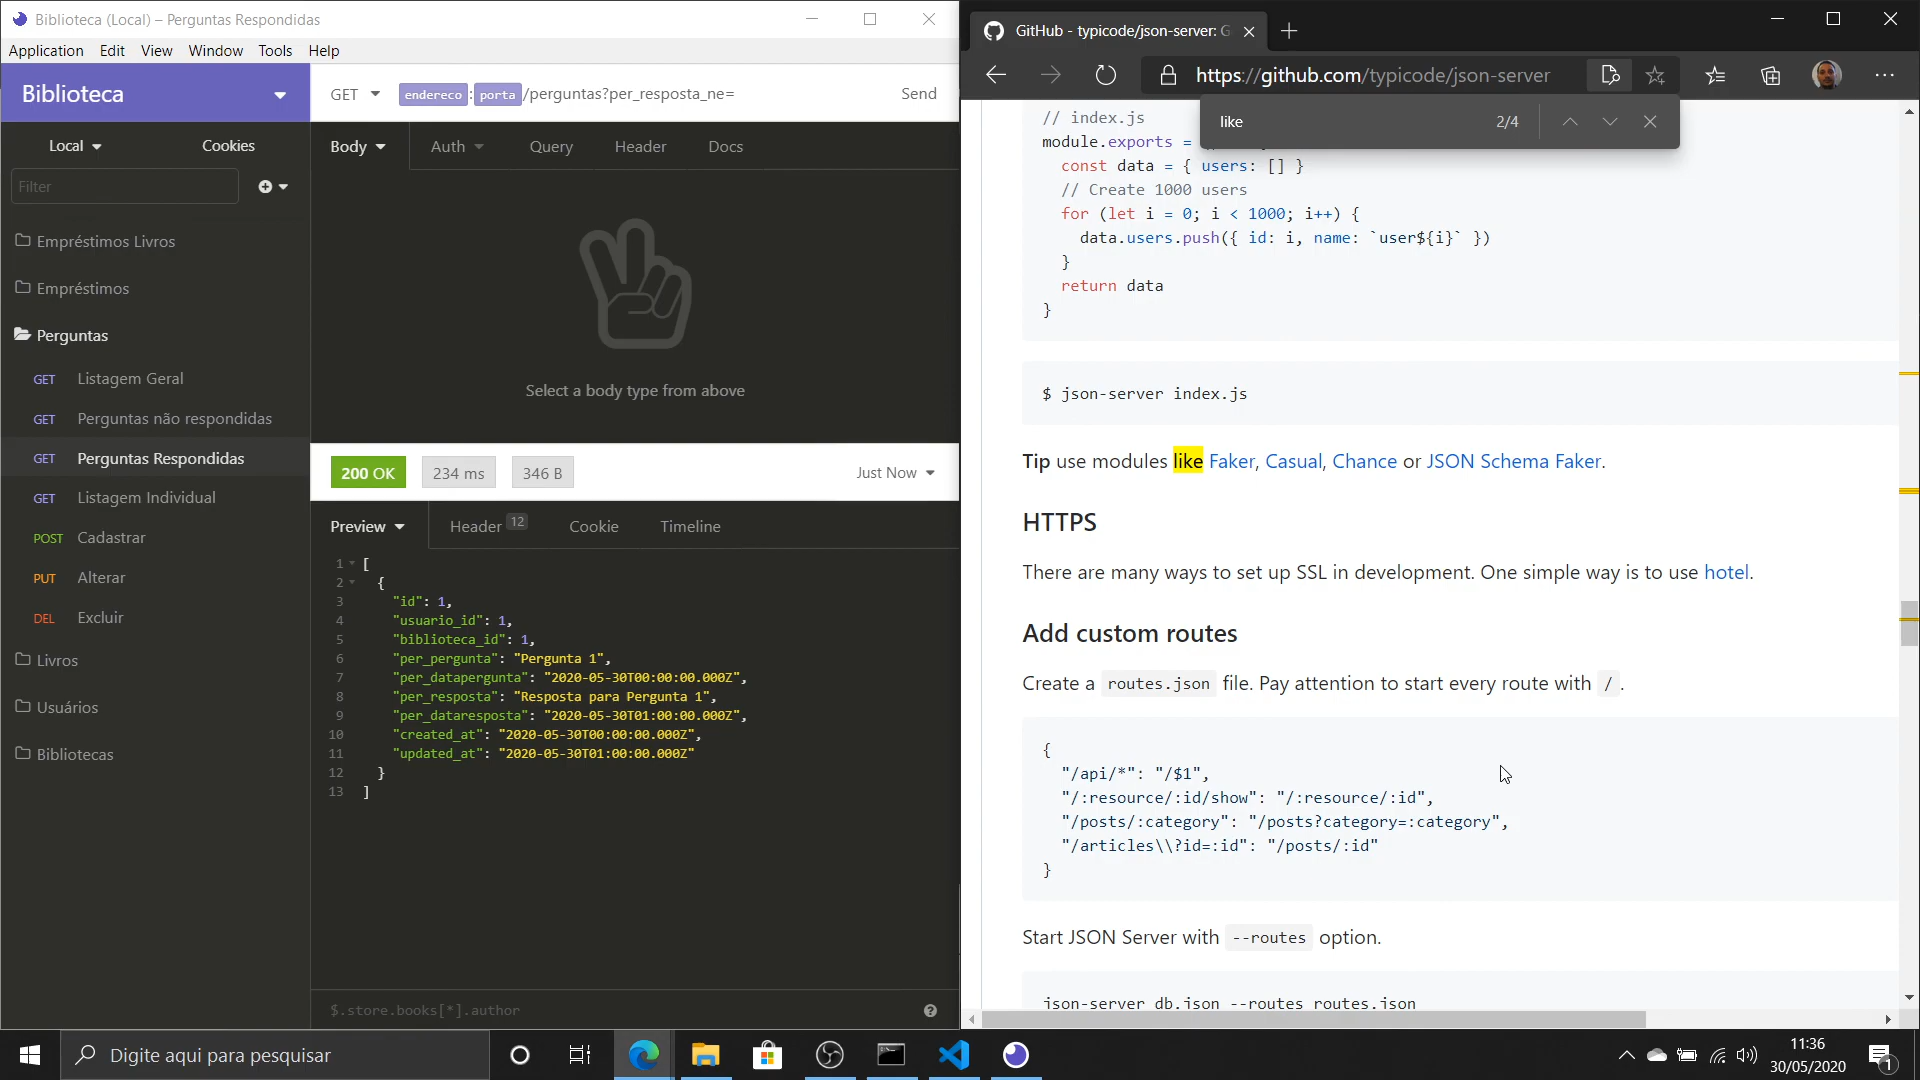 Biblioteca (Local) – Perguntas Respondidas
Application Edit View Window Tools Help
Biblioteca
GET endereco : porta /perguntas?per_resposta_ne= Send
Local Cookies
Body Auth Query Header Docs
Filter
Empréstimos Livros
Empréstimos
Perguntas
GET Listagem Geral
GET Perguntas não respondidas
GET Perguntas Respondidas
GET Listagem Individual
POST Cadastrar
PUT Alterar
DEL Excluir
Livros
Usuários
Bibliotecas
Select a body type from above
200 OK 234 ms 346 B Just Now
Preview Header 12 Cookie Timeline
1 [
2 {
3 "id": 1,
4 "usuario_id": 1,
5 "biblioteca_id": 1,
6 "per_pergunta": "Pergunta 1",
7 "per_datapergunta": "2020-05-30T00:00:00.000Z",
8 "per_resposta": "Resposta para Pergunta 1",
9 "per_dataresposta": "2020-05-30T01:00:00.000Z",
10 "created_at": "2020-05-30T00:00:00.000Z",
11 "updated_at": "2020-05-30T01:00:00.000Z"
12 }
13 ]
$.store.books[*].author
GitHub - typicode/json-server: G
https://github.com/typicode/json-server
like 2/4
// index.js
module.exports =
const data = { users: [] }
// Create 1000 users
for (let i = 0; i < 1000; i++) {
data.users.push({ id: i, name: `user${i}` })
}
return data
}
$ json-server index.js
Tip use modules like Faker, Casual, Chance or JSON Schema Faker.
HTTPS
There are many ways to set up SSL in development. One simple way is to use hotel.
Add custom routes
Create a routes.json file. Pay attention to start every route with /.
{
"/api/*": "/$1",
"/:resource/:id/show": "/:resource/:id",
"/posts/:category": "/posts?category=:category",
"/articles\\?id=:id": "/posts/:id"
}
Start JSON Server with --routes option.
json-server db.json --routes routes.json
Digite aqui para pesquisar
11:36
30/05/2020
1